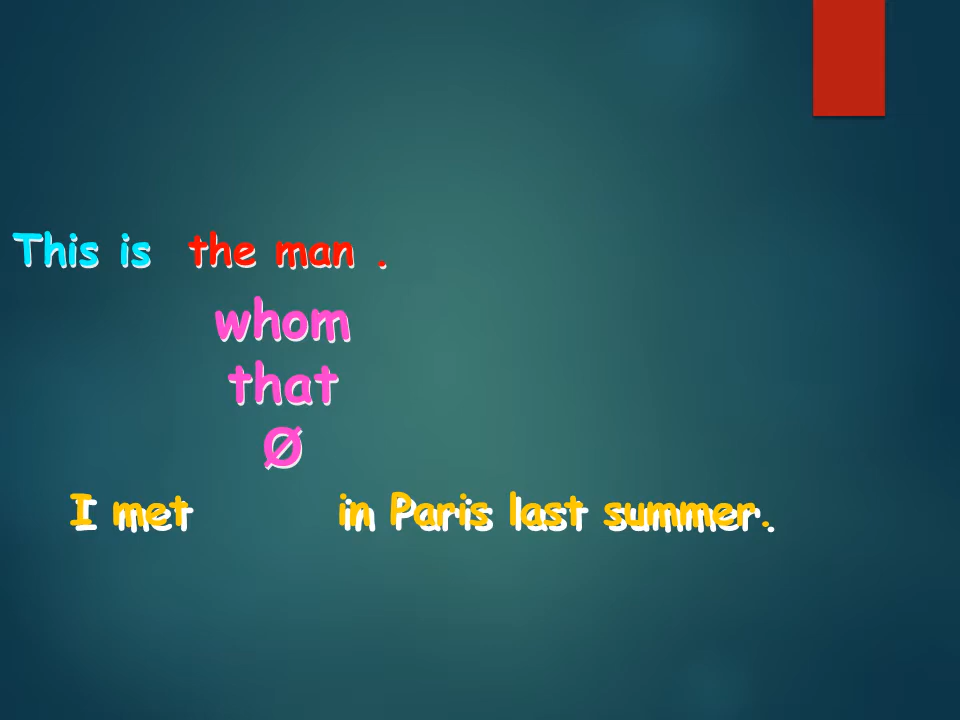 This is the man .
whom
that
Ø
I met in Paris last summer.